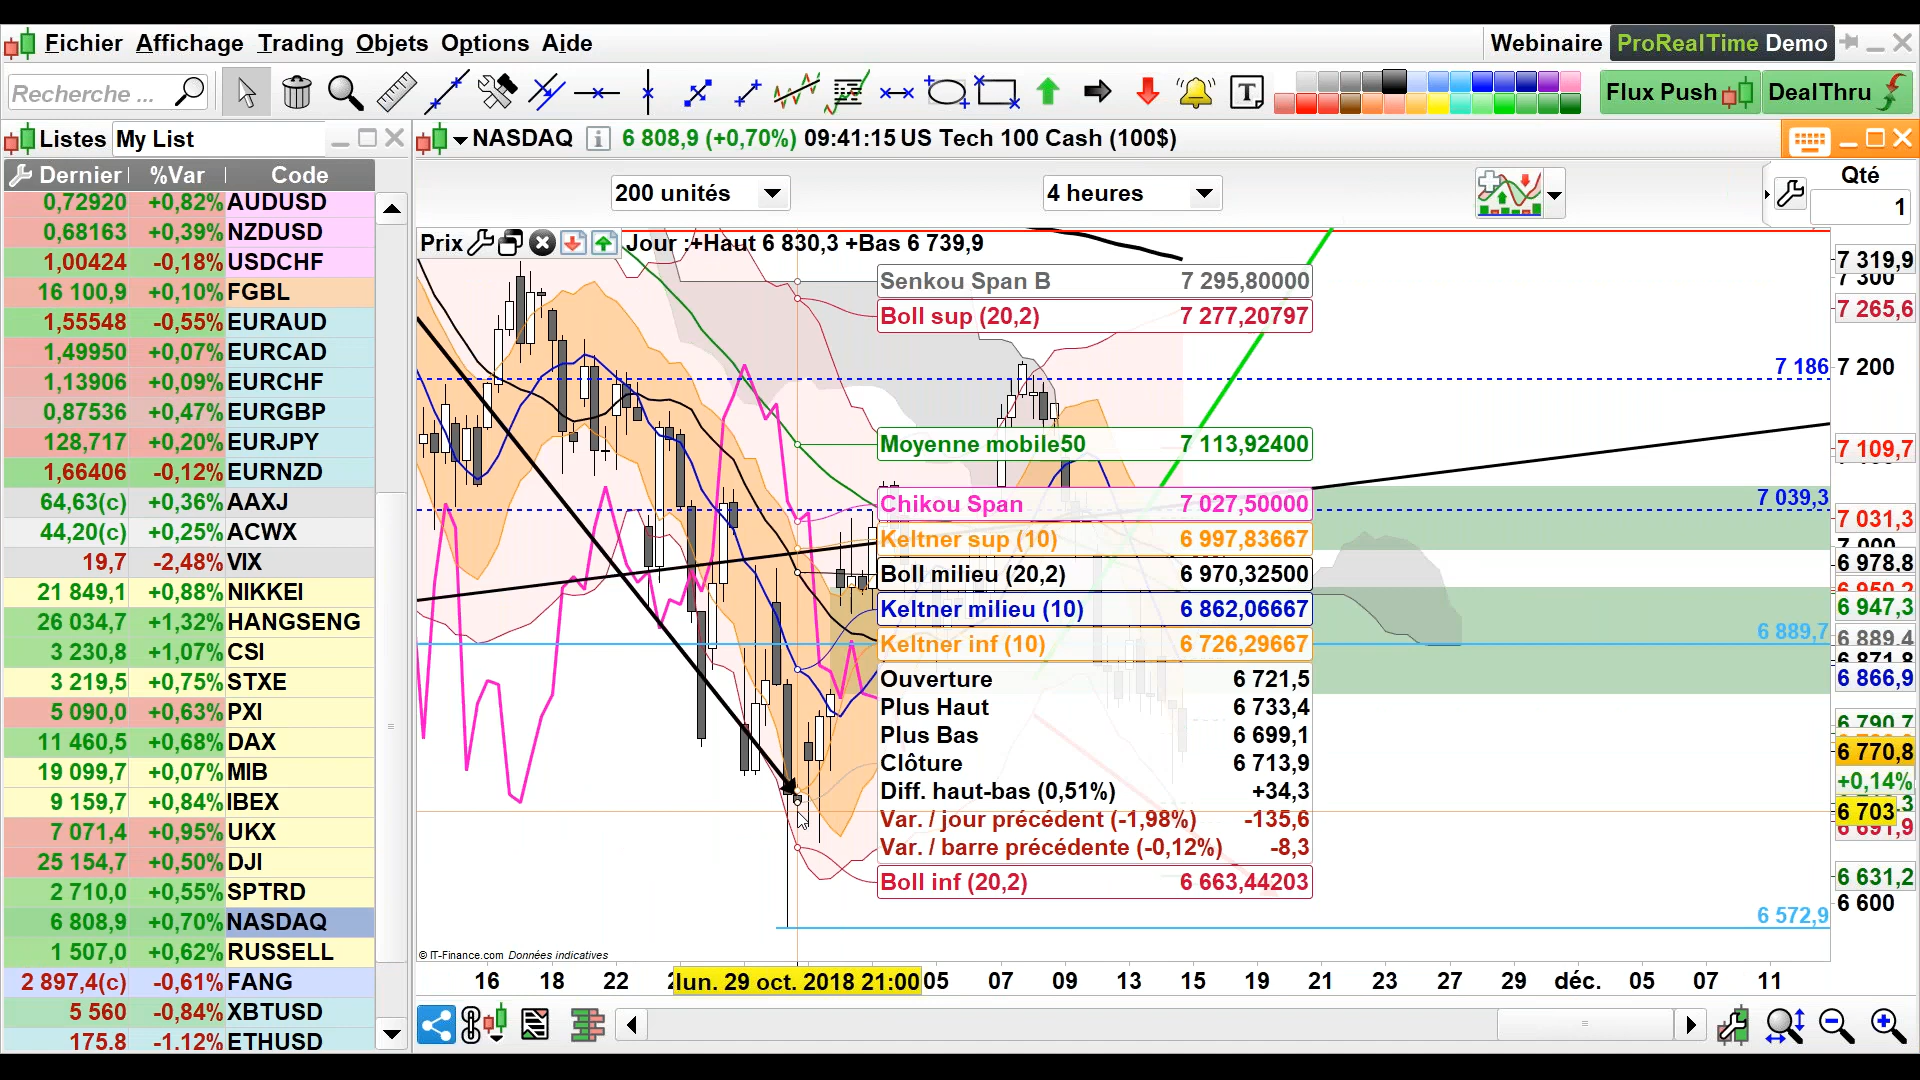 Fichier Affichage Trading Objets Options Aide Webinaire ProRealTime Demo
Recherche ... T Flux Push DealThru
Listes My List
NASDAQ i 6 808,9 (+0,70%) 09:41:15 US Tech 100 Cash (100$)
Dernier %Var Code
0,72920 +0,82% AUDUSD
0,68163 +0,39% NZDUSD
1,00424 -0,18% USDCHF
16 100,9 +0,10% FGBL
1,55548 -0,55% EURAUD
1,49950 +0,07% EURCAD
1,13906 +0,09% EURCHF
0,87536 +0,47% EURGBP
128,717 +0,20% EURJPY
1,66406 -0,12% EURNZD
64,63(c) +0,36% AAXJ
44,20(c) +0,25% ACWX
19,7 -2,48% VIX
21 849,1 +0,88% NIKKEI
26 034,7 +1,32% HANGSENG
3 230,8 +1,07% CSI
3 219,5 +0,75% STXE
5 090,0 +0,63% PXI
11 460,5 +0,68% DAX
19 099,7 +0,07% MIB
9 159,7 +0,84% IBEX
7 071,4 +0,95% UKX
25 154,7 +0,50% DJI
2 710,0 +0,55% SPTRD
6 808,9 +0,70% NASDAQ
1 507,0 +0,62% RUSSELL
2 897,4(c) -0,61% FANG
5 560 -0,84% XBTUSD
175.8 -1.12% ETHUSD
200 unités 4 heures
Qté
1
Prix Jour :+Haut 6 830,3 +Bas 6 739,9
Senkou Span B 7 295,80000
Boll sup (20,2) 7 277,20797
Moyenne mobile50 7 113,92400
Chikou Span 7 027,50000
Keltner sup (10) 6 997,83667
Boll milieu (20,2) 6 970,32500
Keltner milieu (10) 6 862,06667
Keltner inf (10) 6 726,29667
Ouverture 6 721,5
Plus Haut 6 733,4
Plus Bas 6 699,1
Clôture 6 713,9
Diff. haut-bas (0,51%) +34,3
Var. / jour précédent (-1,98%) -135,6
Var. / barre précédente (-0,12%) -8,3
Boll inf (20,2) 6 663,44203
7 186
7 039,3
6 889,7
6 572,9
7 319,9
7 300
7 265,6
7 200
7 109,7
7 031,3
7 000
6 978,8
6 947,3
6 889,4
6 871,8
6 866,9
6 790,7
6 770,8
+0,14%
6 703
6 691,9
6 631,2
6 600
© IT-Finance.com Données indicatives
16 18 22 lun. 29 oct. 2018 21:00 05 07 09 13 15 19 21 23 27 29 déc. 05 07 11